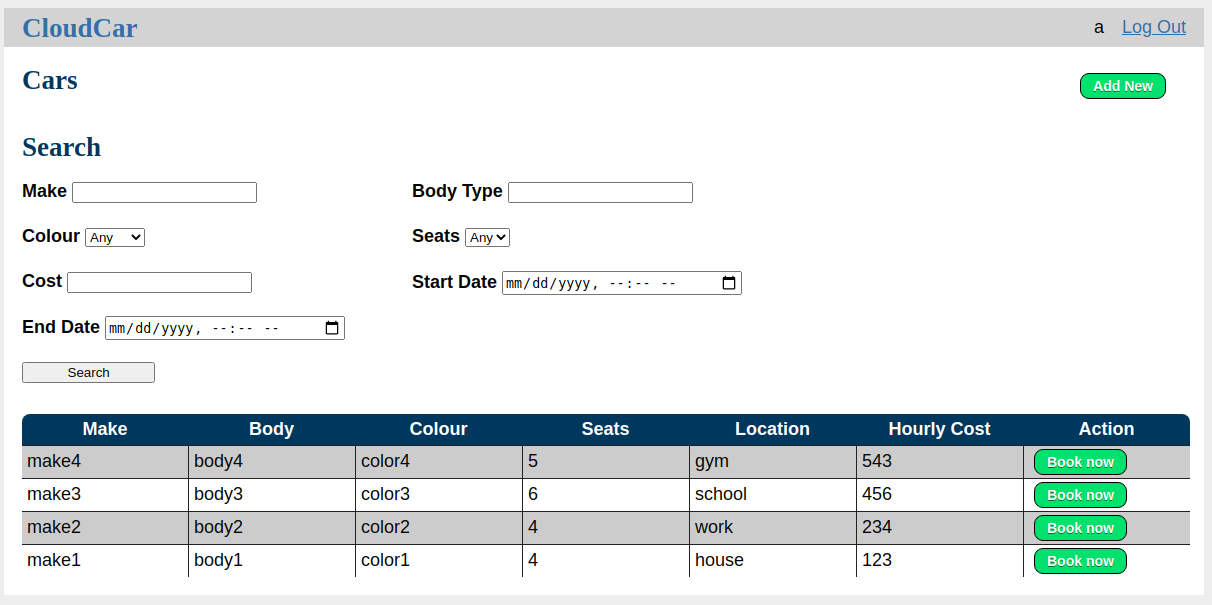 CloudCar a Log Out
Cars Add New
Search
Make Body Type
Colour Any Seats Any
Cost Start Date mm/dd/yyyy, --:-- --
End Date mm/dd/yyyy, --:-- --
Search
Make Body Colour Seats Location Hourly Cost Action
make4 body4 color4 5 gym 543 Book now
make3 body3 color3 6 school 456 Book now
make2 body2 color2 4 work 234 Book now
make1 body1 color1 4 house 123 Book now